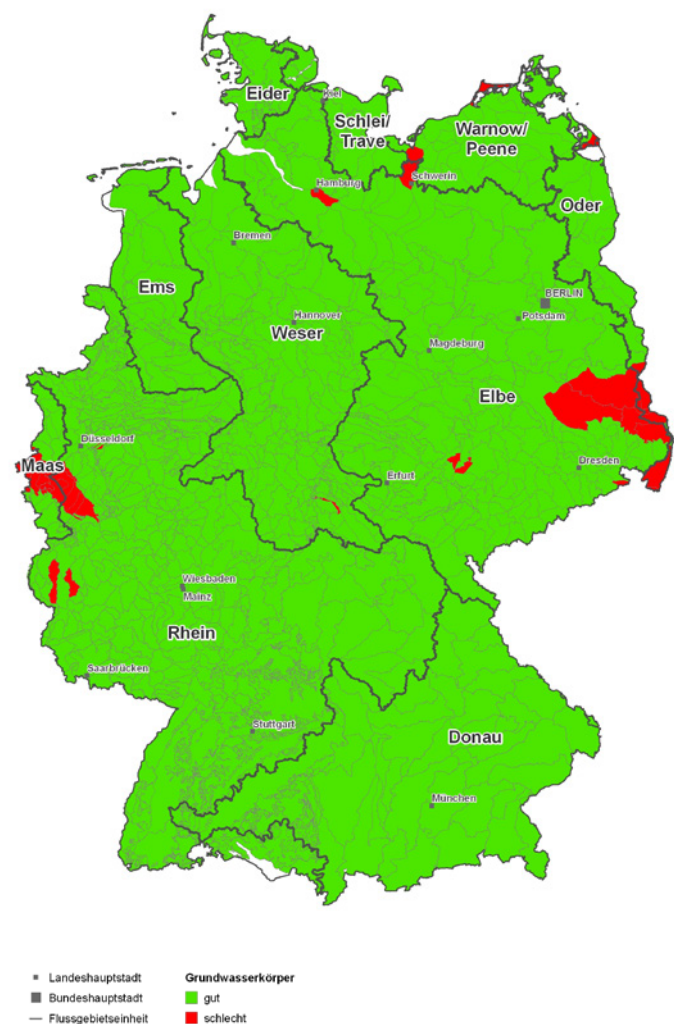 Eider
Kiel
Schlei/
Trave
Warnow/
Peene
Hamburg
Schwerin
Oder
Bremen
Ems
BERLIN
Potsdam
Hannover
Weser
Magdeburg
Elbe
Düsseldorf
Maas
Dresden
Erfurt
Wiesbaden
Mainz
Rhein
Saarbrücken
Stuttgart
Donau
München
Landeshauptstadt
Bundeshauptstadt
Flussgebietseinheit
Grundwasserkörper
gut
schlecht